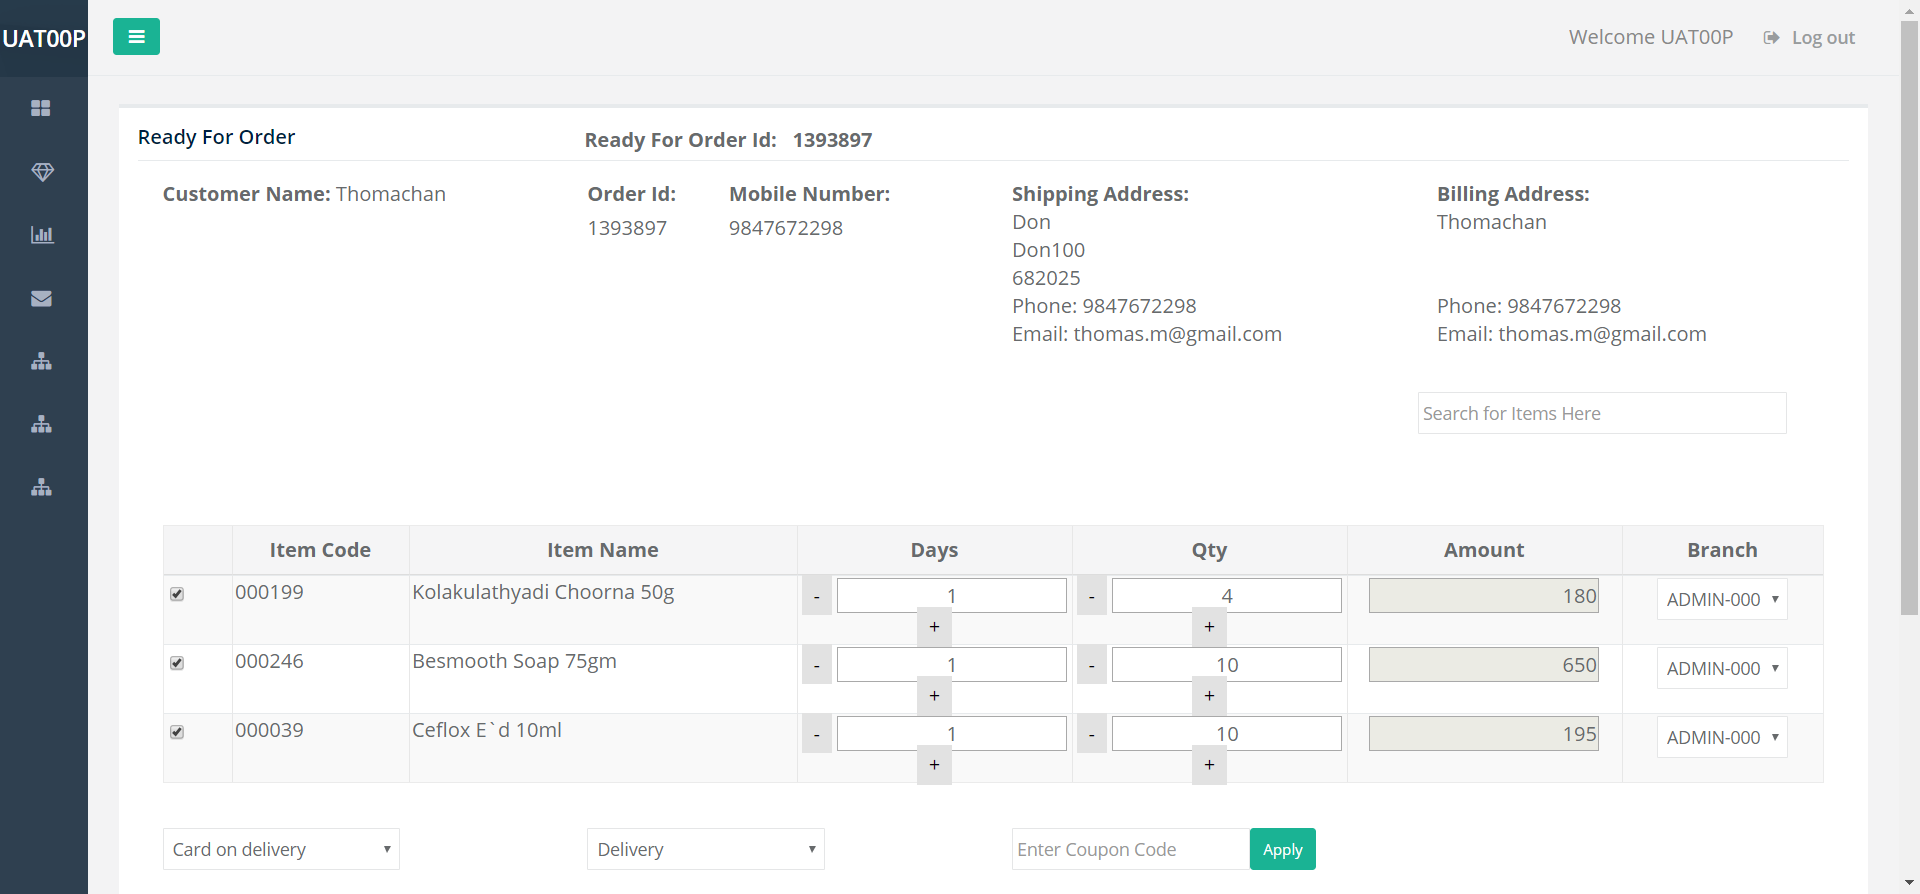 UAT00P
Welcome UAT00P Log out
Ready For Order
Ready For Order Id: 1393897
Customer Name: Thomachan
Order Id:
1393897
Mobile Number:
9847672298
Shipping Address:
Don
Don100
682025
Phone: 9847672298
Email: thomas.m@gmail.com
Billing Address:
Thomachan
Phone: 9847672298
Email: thomas.m@gmail.com
Search for Items Here
Item Code Item Name Days Qty Amount Branch
000199 Kolakulathyadi Choorna 50g - 1 + - 4 + 180 ADMIN-000
000246 Besmooth Soap 75gm - 1 + - 10 + 650 ADMIN-000
000039 Ceflox E`d 10ml - 1 + - 10 + 195 ADMIN-000
Card on delivery Delivery Enter Coupon Code Apply